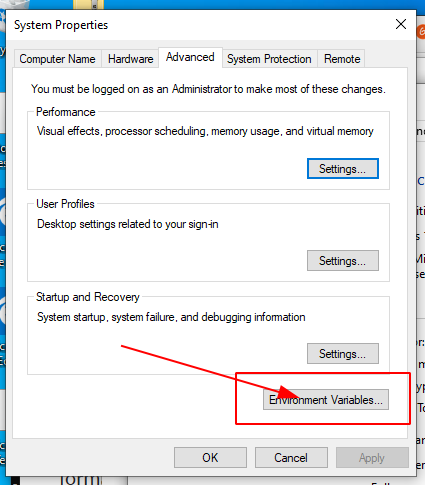 System Properties
Computer Name Hardware Advanced System Protection Remote
You must be logged on as an Administrator to make most of these changes.
Performance
Visual effects, processor scheduling, memory usage, and virtual memory
Settings...
User Profiles
Desktop settings related to your sign-in
Settings...
Startup and Recovery
System startup, system failure, and debugging information
Settings...
Environment Variables...
OK Cancel Apply